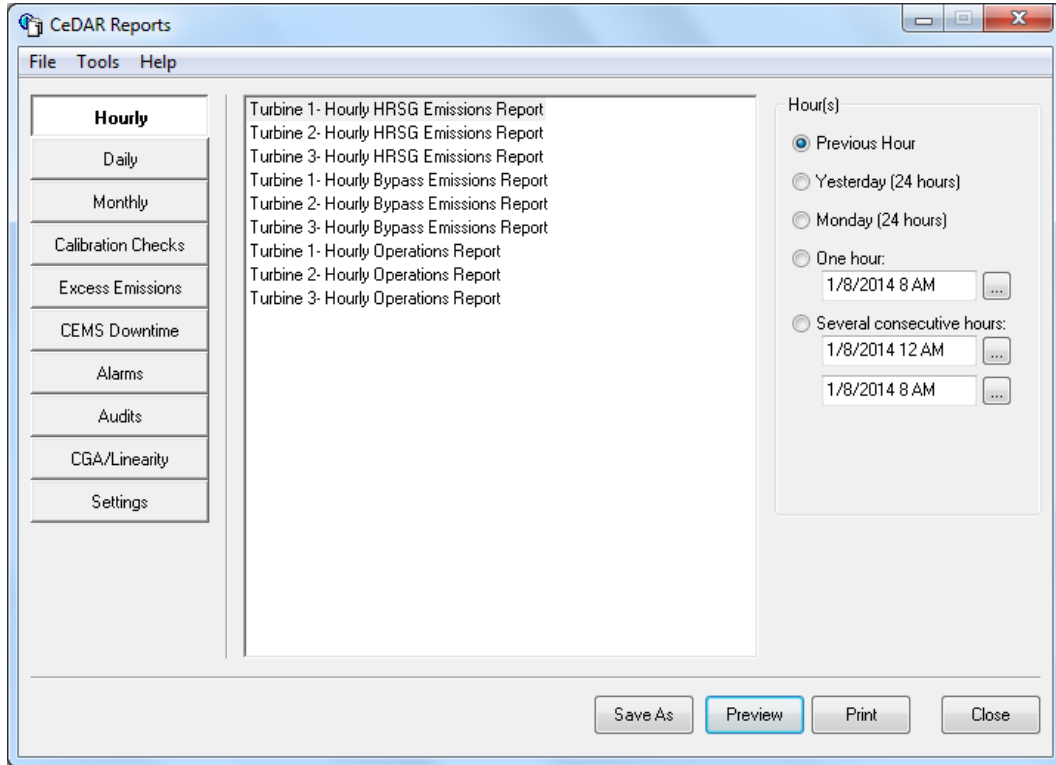 CeDAR Reports
File Tools Help
Hourly
Daily
Monthly
Calibration Checks
Excess Emissions
CEMS Downtime
Alarms
Audits
CGA/Linearity
Settings
Turbine 1- Hourly HRSG Emissions Report
Turbine 2- Hourly HRSG Emissions Report
Turbine 3- Hourly HRSG Emissions Report
Turbine 1- Hourly Bypass Emissions Report
Turbine 2- Hourly Bypass Emissions Report
Turbine 3- Hourly Bypass Emissions Report
Turbine 1- Hourly Operations Report
Turbine 2- Hourly Operations Report
Turbine 3- Hourly Operations Report
Hour(s)
Previous Hour
Yesterday (24 hours)
Monday (24 hours)
One hour:
1/8/2014 8 AM ...
Several consecutive hours:
1/8/2014 12 AM ...
1/8/2014 8 AM ...
Save As Preview Print Close